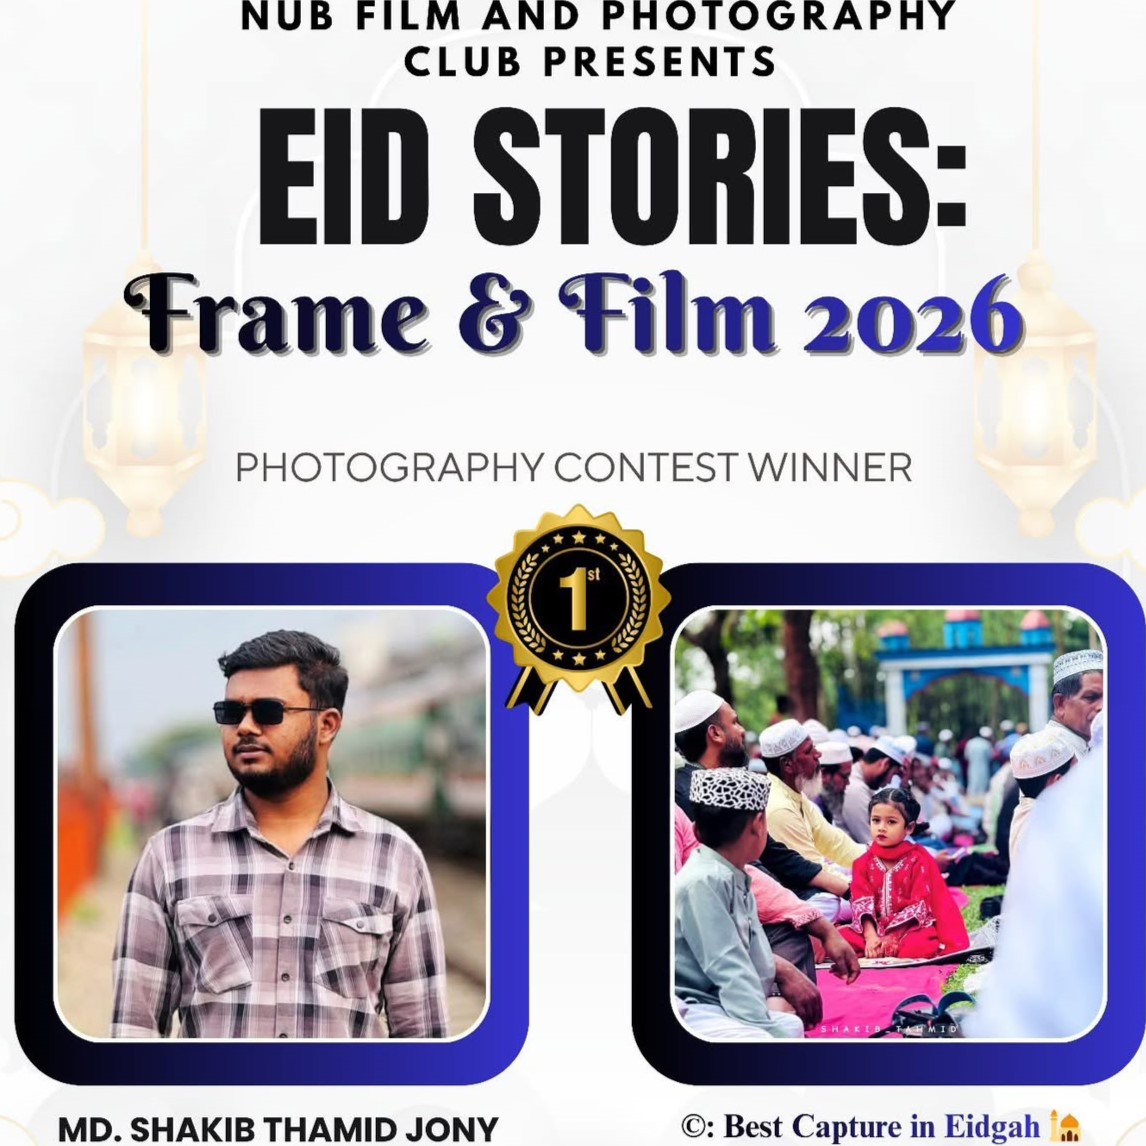 NUB FILM AND PHOTOGRAPHY
CLUB PRESENTS
EID STORIES:
Frame & Film 2026
PHOTOGRAPHY CONTEST WINNER
1st
SHAKIB_TAHMID
MD. SHAKIB THAMID JONY
©: Best Capture in Eidgah 🕌